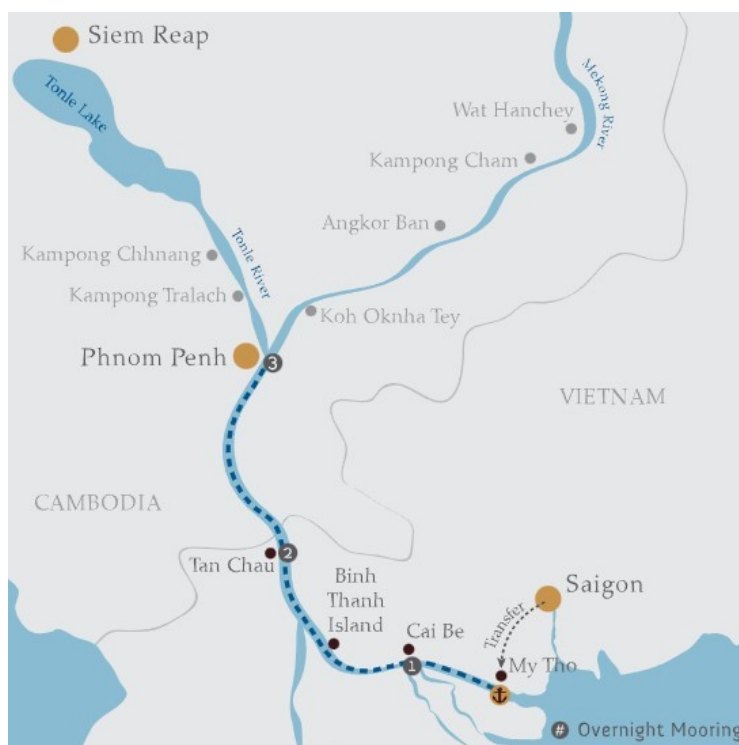 Siem Reap
Tonle Lake
Mekong River
Wat Hanchey
Kampong Cham
Angkor Ban
Kampong Chhnang
Tonle River
Kampong Tralach
Koh Oknha Tey
Phnom Penh
3
VIETNAM
CAMBODIA
2
Tan Chau
Binh
Thanh
Island
Saigon
Transfer
Cai Be
1
My Tho
# Overnight Mooring